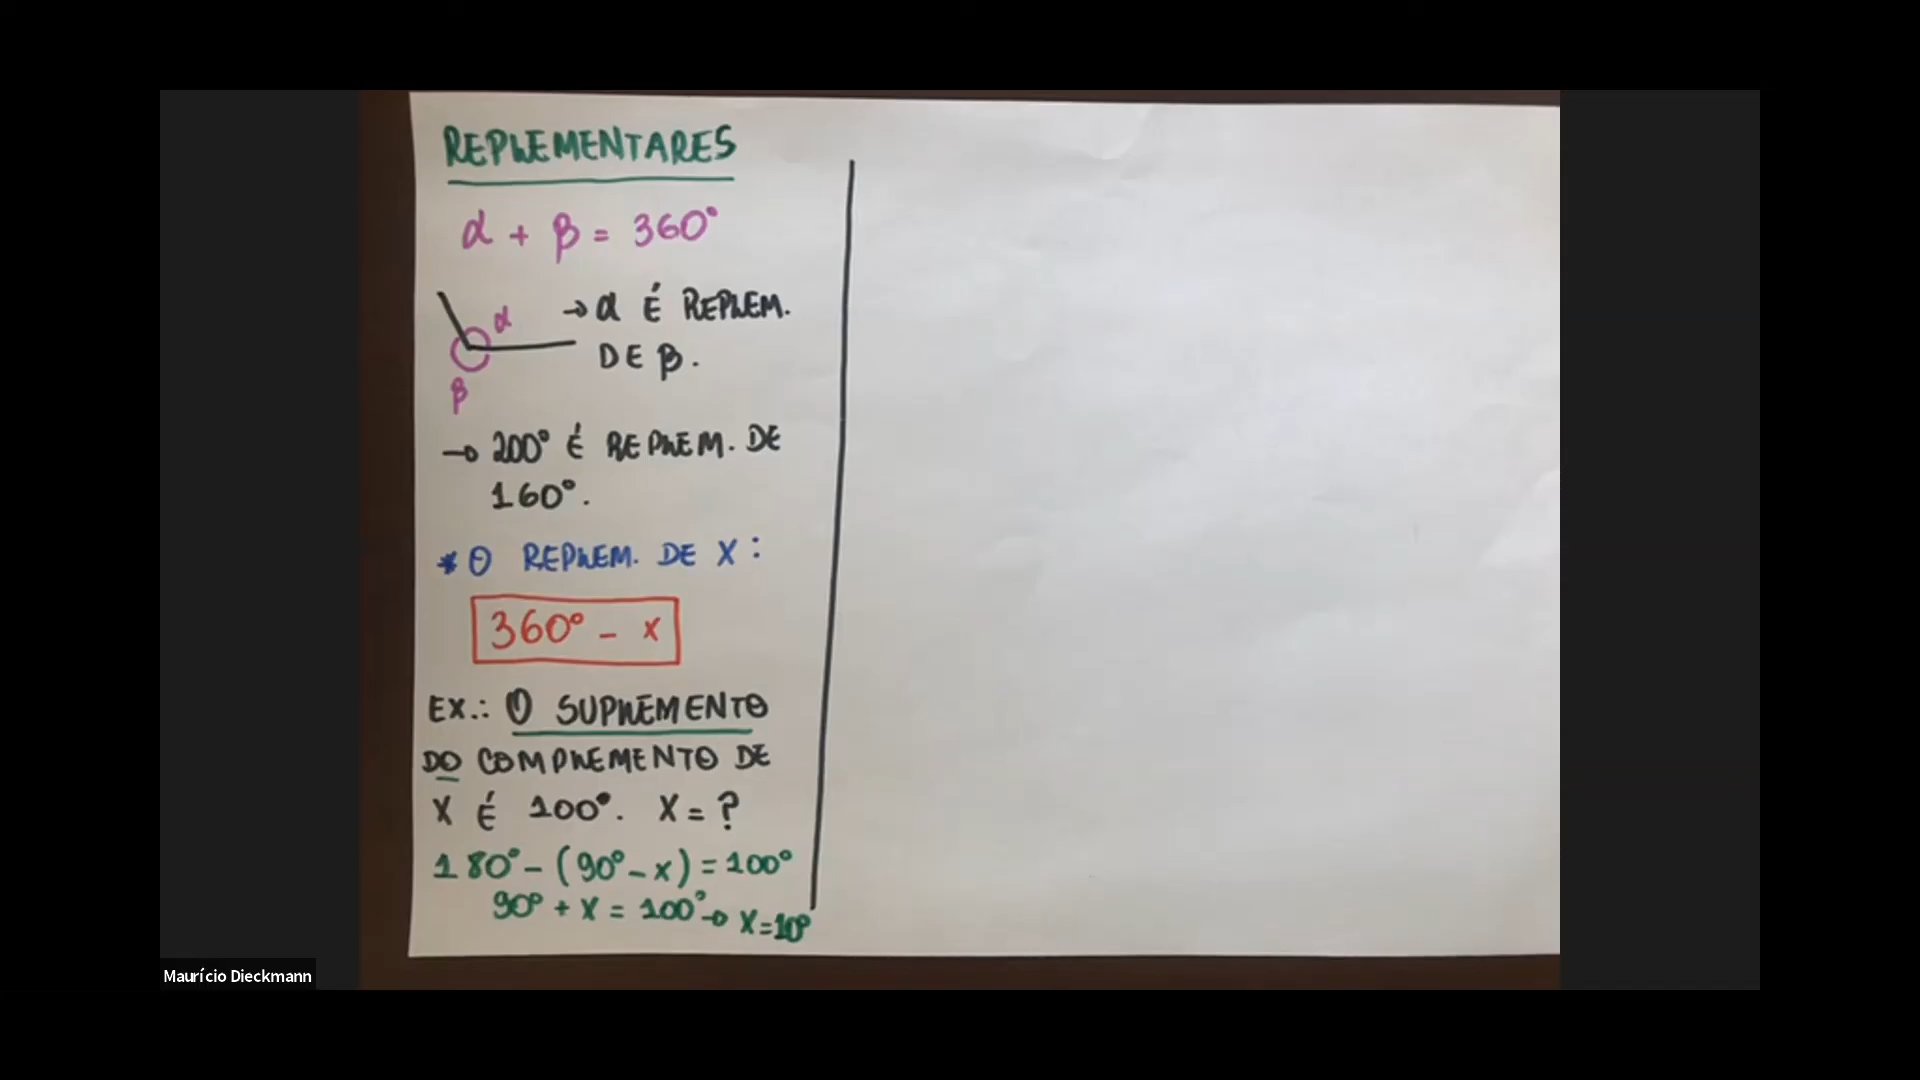 REPLEMENTARES
α + β = 360°
α
→ α É REPLEM.
DE β.
β
→ 200° É REPLEM. DE
160°.
* O REPLEM. DE X :
360° - x
EX.: O SUPLEMENTO
DO COMPLEMENTO DE
X É 100°. X = ?
180° - (90° - x) = 100°
90° + x = 100° → X = 10°
Maurício Dieckmann